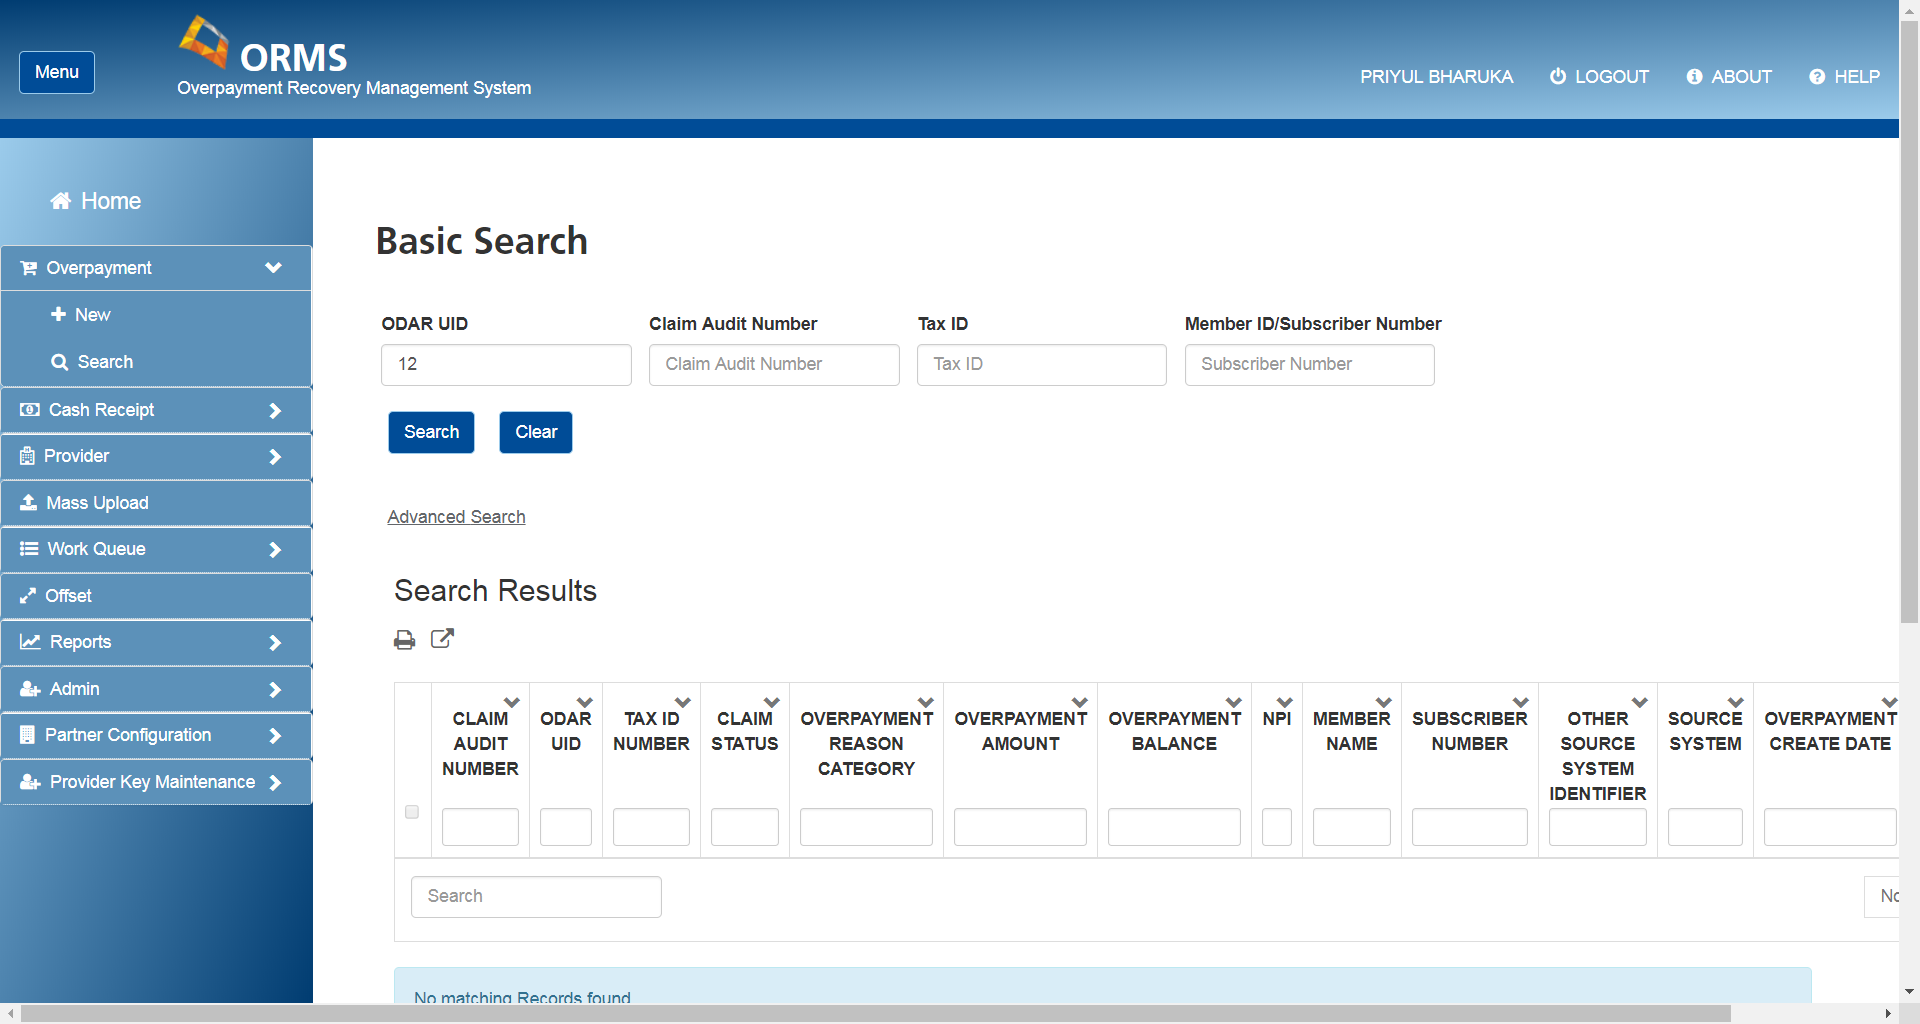 Menu
ORMS
Overpayment Recovery Management System
PRIYUL BHARUKA
LOGOUT
ABOUT
HELP
Home
Overpayment
New
Search
Cash Receipt
Provider
Mass Upload
Work Queue
Offset
Reports
Admin
Partner Configuration
Provider Key Maintenance
Basic Search
ODAR UID
Claim Audit Number
Tax ID
Member ID/Subscriber Number
12
Claim Audit Number
Tax ID
Subscriber Number
Search
Clear
Advanced Search
Search Results
CLAIM AUDIT NUMBER
ODAR UID
TAX ID NUMBER
CLAIM STATUS
OVERPAYMENT REASON CATEGORY
OVERPAYMENT AMOUNT
OVERPAYMENT BALANCE
NPI
MEMBER NAME
SUBSCRIBER NUMBER
OTHER SOURCE SYSTEM IDENTIFIER
SOURCE SYSTEM
OVERPAYMENT CREATE DATE
Search
No matching Records found